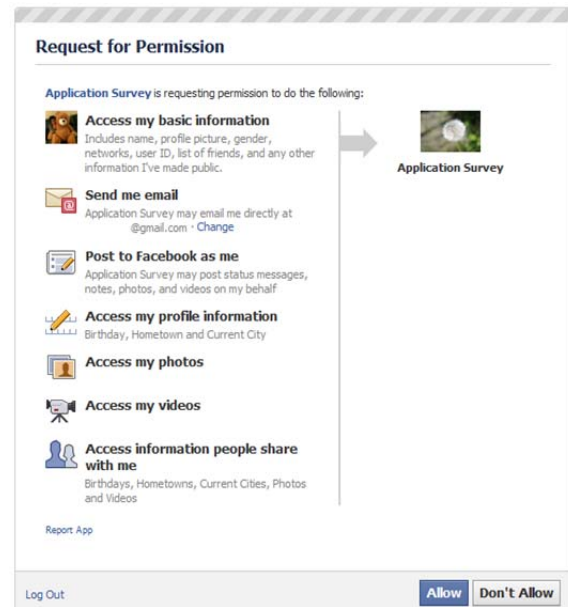 Request for Permission
Application Survey is requesting permission to do the following:
Access my basic information
Includes name, profile picture, gender,
networks, user ID, list of friends, and any other
information I've made public.
Application Survey
Send me email
Application Survey may email me directly at
@gmail.com · Change
Post to Facebook as me
Application Survey may post status messages,
notes, photos, and videos on my behalf
Access my profile information
Birthday, Hometown and Current City
Access my photos
Access my videos
Access information people share
with me
Birthdays, Hometowns, Current Cities, Photos
and Videos
Report App
Log Out
Allow
Don't Allow